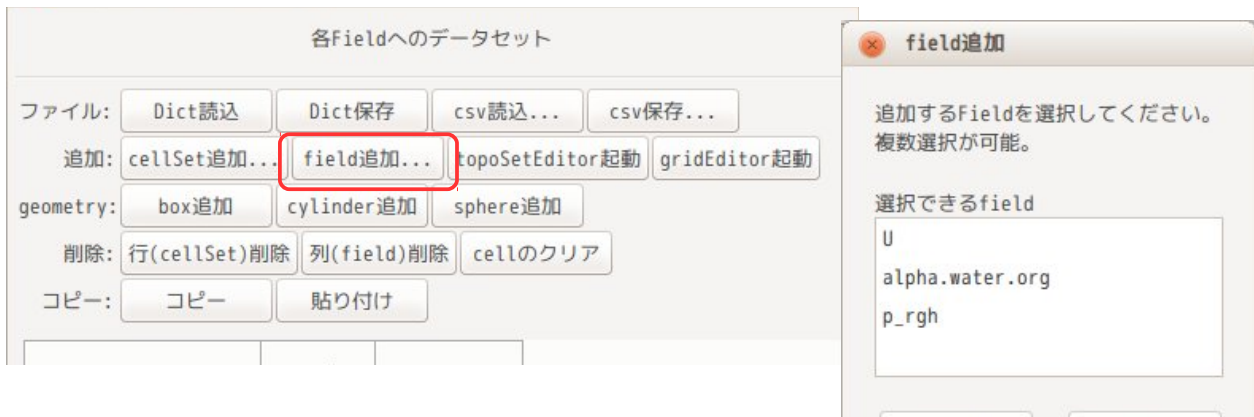 各Fieldへのデータセット
ファイル: Dict読込 Dict保存 csv読込... csv保存...
追加: cellSet追加... field追加... topoSetEditor起動 gridEditor起動
geometry: box追加 cylinder追加 sphere追加
削除: 行(cellSet)削除 列(field)削除 cellのクリア
コピー: コピー 貼り付け
field追加
追加するFieldを選択してください。
複数選択が可能。
選択できるfield
U
alpha.water.org
p_rgh